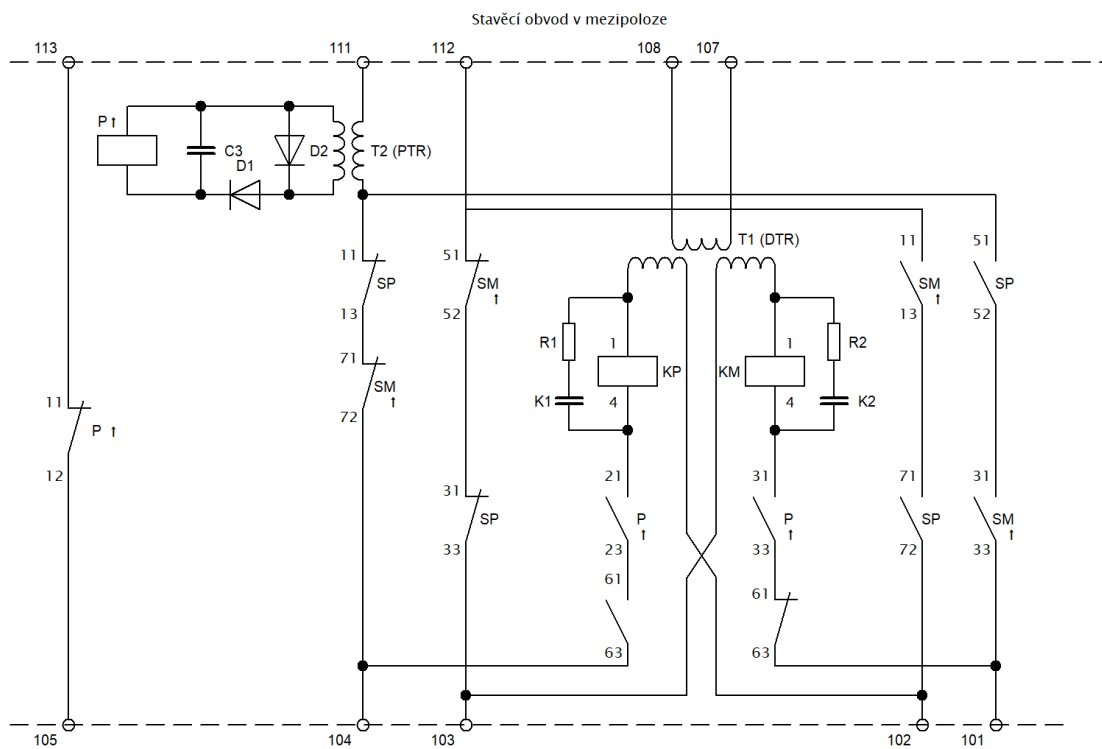 Stavěcí obvod v mezipoloze
113 111 112 108 107
P ↑
C3 D2 T2 (PTR)
D1
T1 (DTR)
11 51 11 51
SP SM ↑ SM ↑ SP
13 52 13 52
R1 1 1 R2
71 KP KM
SM ↑
K1 4 4 K2
11 72
P ↑
12
21 31
31 71 31
P ↑ P ↑
SP SP SM ↑
23 33
33 72 33
61 61
63 63
105 104 103 102 101